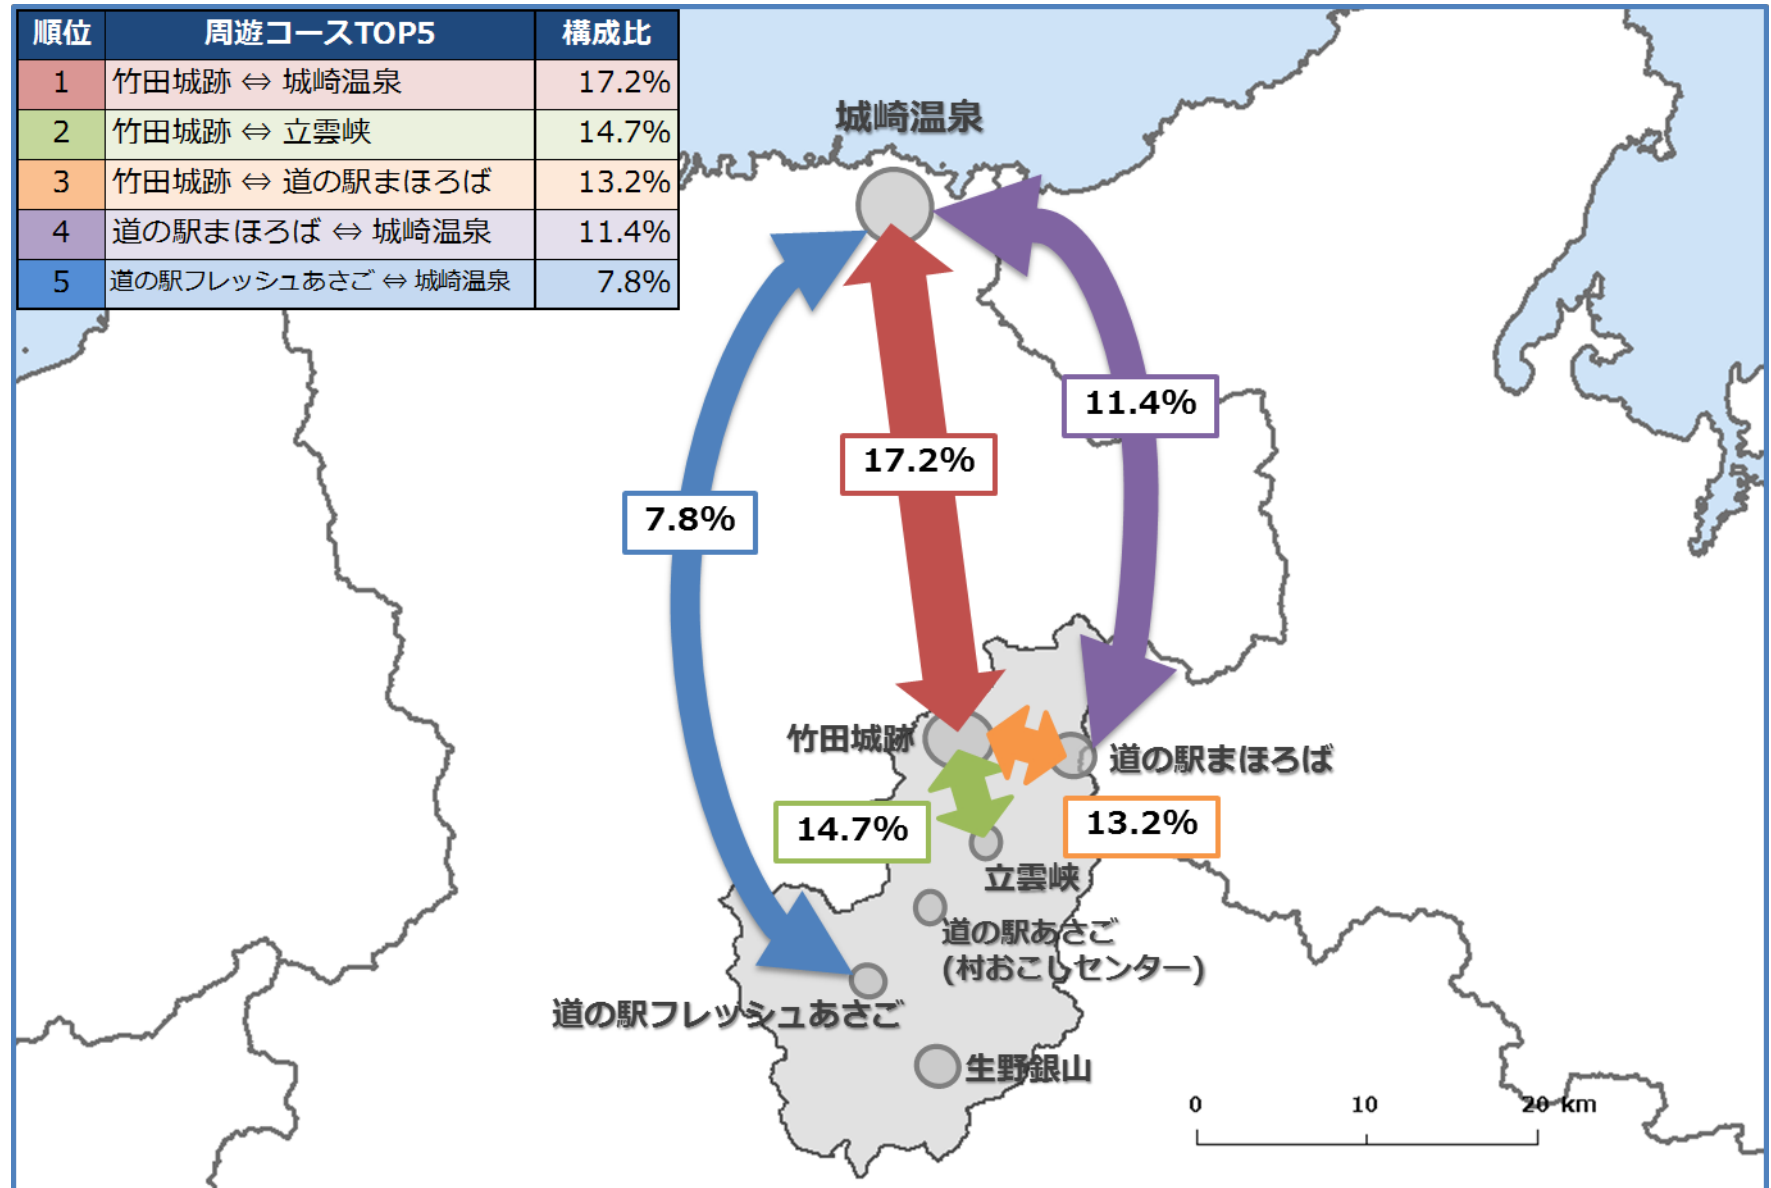 順位 周遊コースTOP5 構成比
1 竹田城跡 ⇔ 城崎温泉 17.2%
2 竹田城跡 ⇔ 立雲峡 14.7%
3 竹田城跡 ⇔ 道の駅まほろば 13.2%
4 道の駅まほろば ⇔ 城崎温泉 11.4%
5 道の駅フレッシュあさご ⇔ 城崎温泉 7.8%
城崎温泉
11.4%
17.2%
7.8%
竹田城跡
道の駅まほろば
14.7%
13.2%
立雲峡
道の駅あさご
(村おこしセンター)
道の駅フレッシュあさご
生野銀山
0 10 20 km